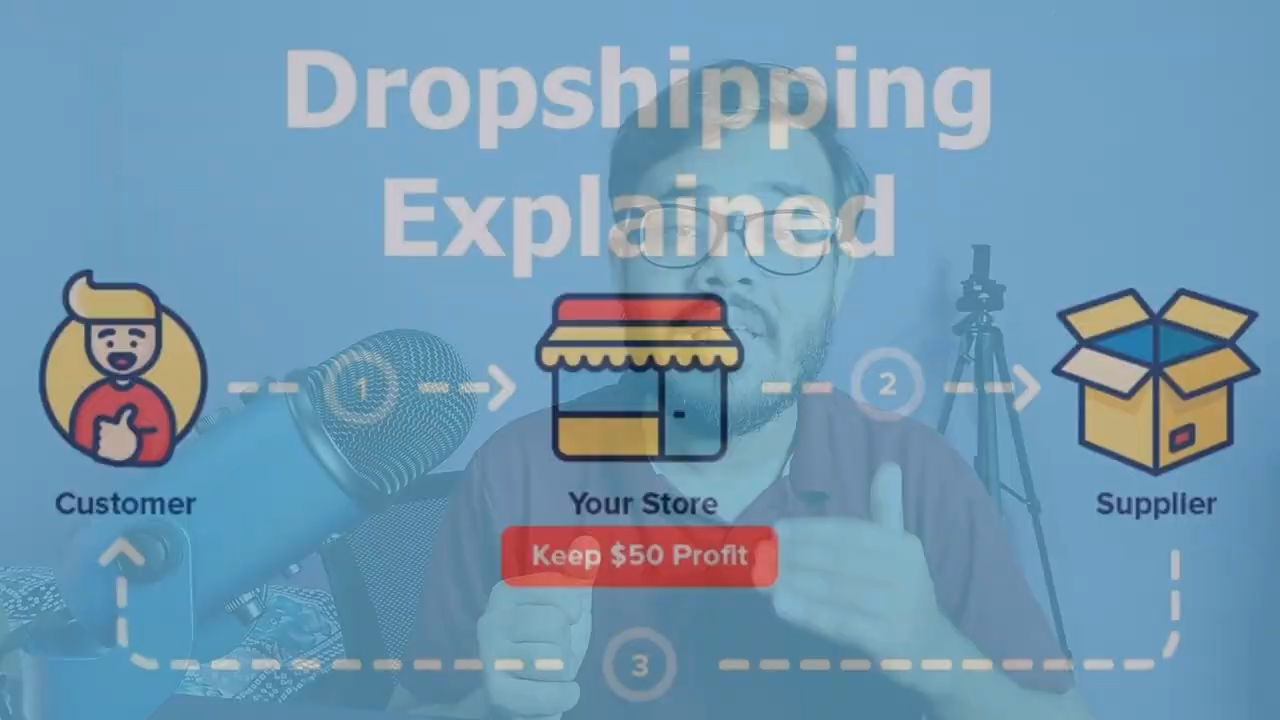 Dropshipping
Explained
1
2
Customer
Your Store
Supplier
Keep $50 Profit
3